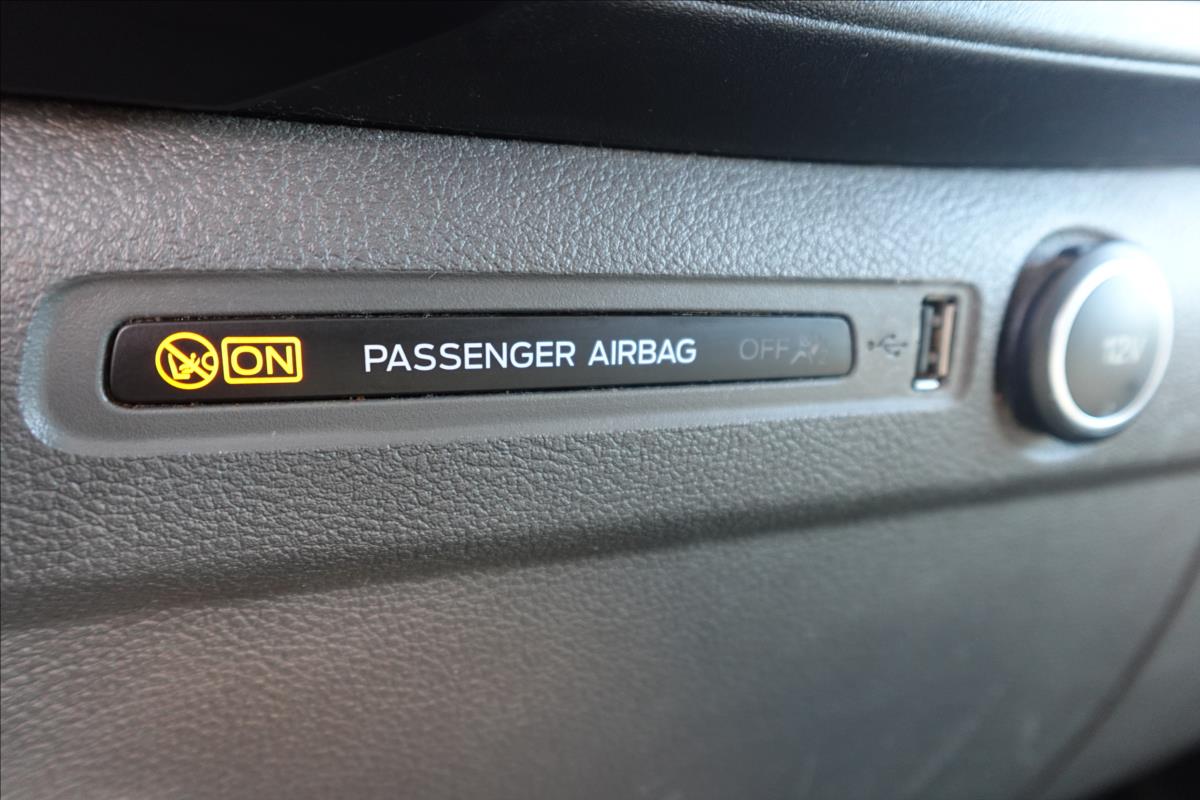 ON PASSENGER AIRBAG OFF
12V